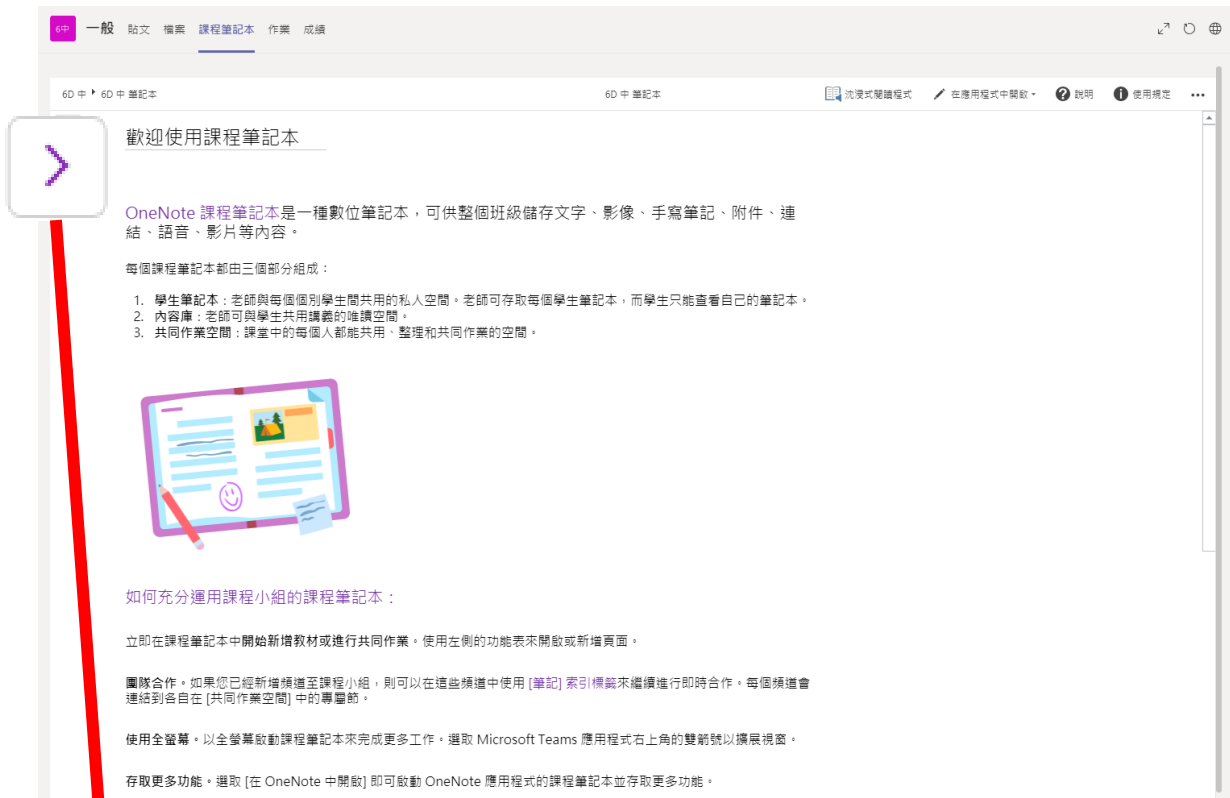 6中 一般 貼文 檔案 課程筆記本 作業 成績
6D 中 6D 中 筆記本 6D 中 筆記本 沈浸式閱讀程式 在應用程式中開啟 說明 使用規定
歡迎使用課程筆記本
OneNote 課程筆記本是一種數位筆記本，可供整個班級儲存文字、影像、手寫筆記、附件、連
結、語音、影片等內容。
每個課程筆記本都由三個部分組成：
1. 學生筆記本：老師與每個個別學生間共用的私人空間。老師可存取每個學生筆記本，而學生只能查看自己的筆記本。
2. 內容庫：老師可與學生共用講義的唯讀空間。
3. 共同作業空間：課堂中的每個人都能共用、整理和共同作業的空間。
如何充分運用課程小組的課程筆記本：
立即在課程筆記本中開始新增教材或進行共同作業。使用左側的功能表來開啟或新增頁面。
團隊合作。如果您已經新增頻道至課程小組，則可以在這些頻道中使用 [筆記] 索引標籤來繼續進行即時合作。每個頻道會
連結到各自在 [共同作業空間] 中的專屬節。
使用全螢幕。以全螢幕啟動課程筆記本來完成更多工作。選取 Microsoft Teams 應用程式右上角的雙箭號以擴展視窗。
存取更多功能。選取 [在 OneNote 中開啟] 即可啟動 OneNote 應用程式的課程筆記本並存取更多功能。